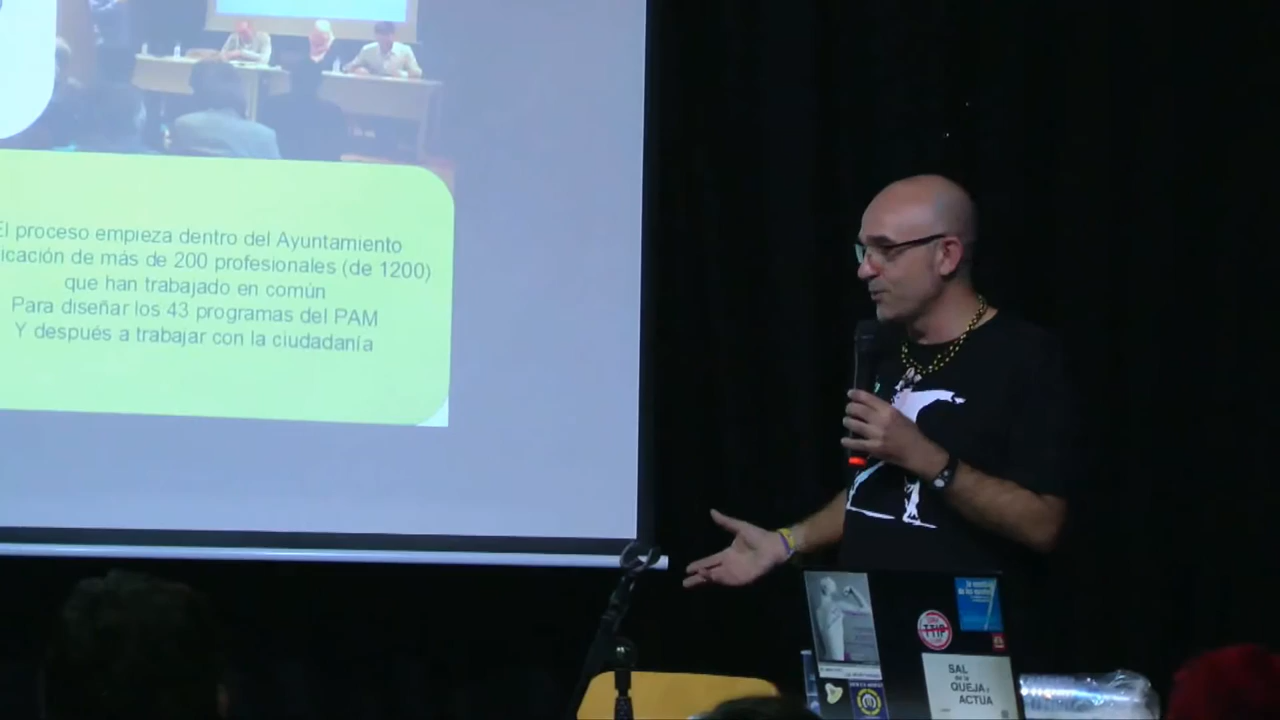 El proceso empieza dentro del Ayuntamiento
icación de más de 200 profesionales (de 1200)
que han trabajado en común
Para diseñar los 43 programas del PAM
Y después a trabajar con la ciudadanía
TTIP
SAL
de la
QUEJA y
ACTÚA